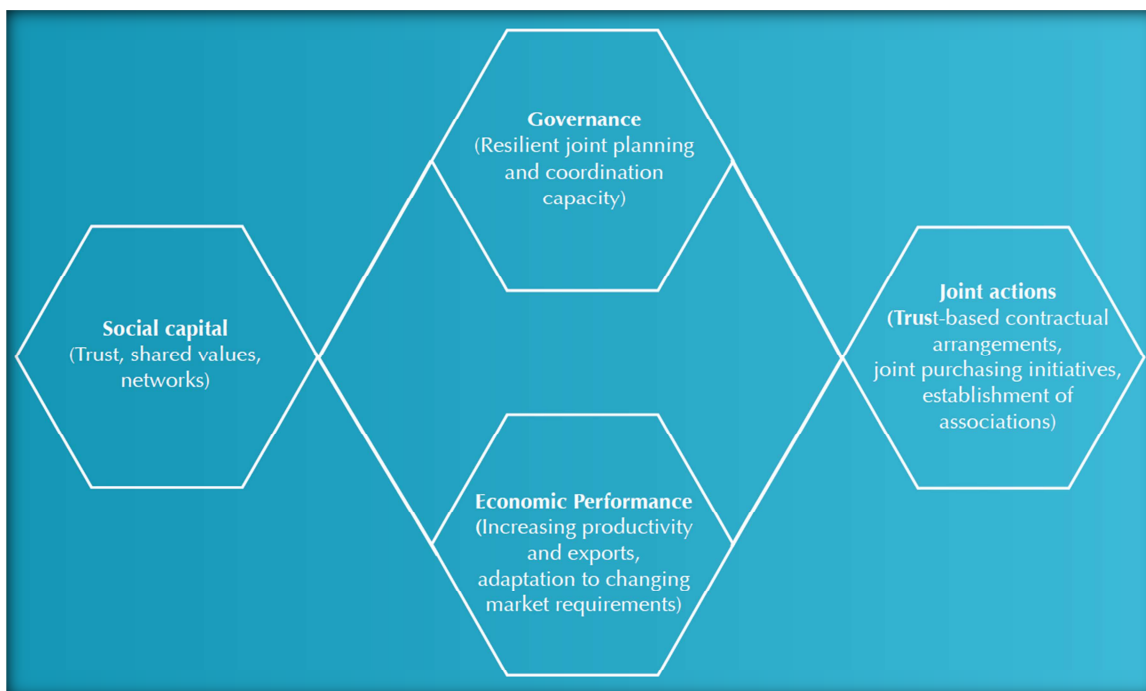 Governance
(Resilient joint planning
and coordination
capacity)
Social capital
(Trust, shared values,
networks)
Joint actions
(Trust-based contractual
arrangements,
joint purchasing initiatives,
establishment of
associations)
Economic Performance
(Increasing productivity
and exports,
adaptation to changing
market requirements)